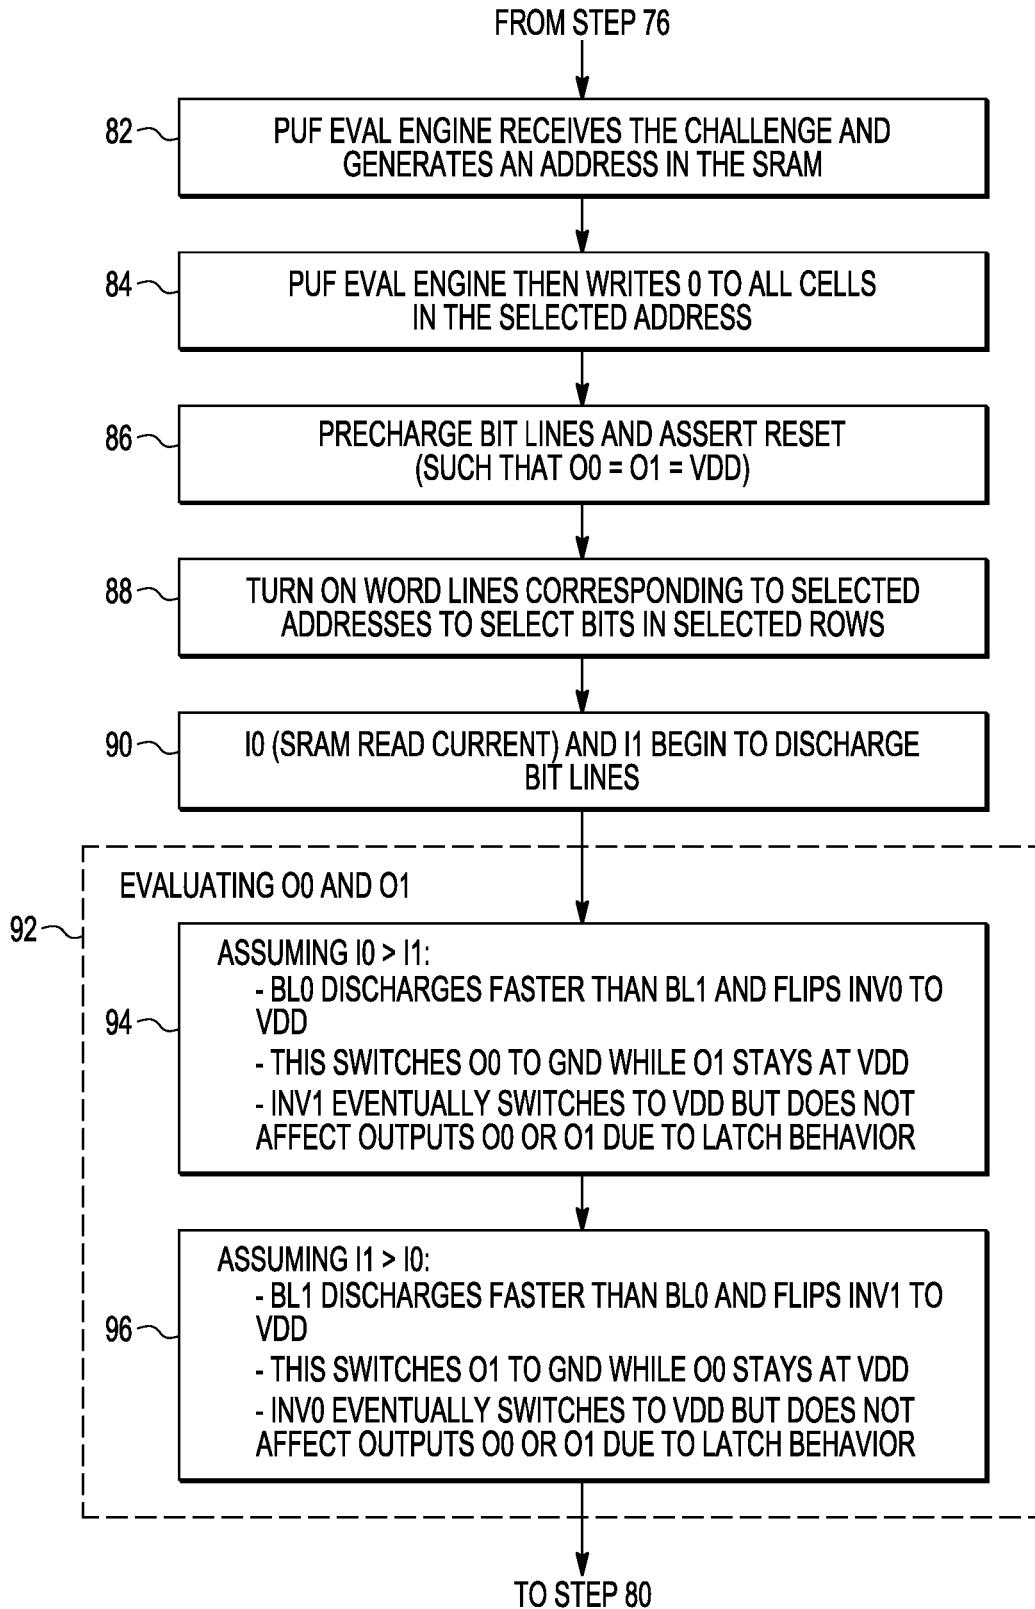 FROM STEP 76
82
PUF EVAL ENGINE RECEIVES THE CHALLENGE AND
GENERATES AN ADDRESS IN THE SRAM
84
PUF EVAL ENGINE THEN WRITES 0 TO ALL CELLS
IN THE SELECTED ADDRESS
86
PRECHARGE BIT LINES AND ASSERT RESET
(SUCH THAT O0 = O1 = VDD)
88
TURN ON WORD LINES CORRESPONDING TO SELECTED
ADDRESSES TO SELECT BITS IN SELECTED ROWS
90
I0 (SRAM READ CURRENT) AND I1 BEGIN TO DISCHARGE
BIT LINES
EVALUATING O0 AND O1
92
94
ASSUMING I0 > I1:
- BL0 DISCHARGES FASTER THAN BL1 AND FLIPS INV0 TO
VDD
- THIS SWITCHES O0 TO GND WHILE O1 STAYS AT VDD
- INV1 EVENTUALLY SWITCHES TO VDD BUT DOES NOT
AFFECT OUTPUTS O0 OR O1 DUE TO LATCH BEHAVIOR
96
ASSUMING I1 > I0:
- BL1 DISCHARGES FASTER THAN BL0 AND FLIPS INV1 TO
VDD
- THIS SWITCHES O1 TO GND WHILE O0 STAYS AT VDD
- INV0 EVENTUALLY SWITCHES TO VDD BUT DOES NOT
AFFECT OUTPUTS O0 OR O1 DUE TO LATCH BEHAVIOR
TO STEP 80